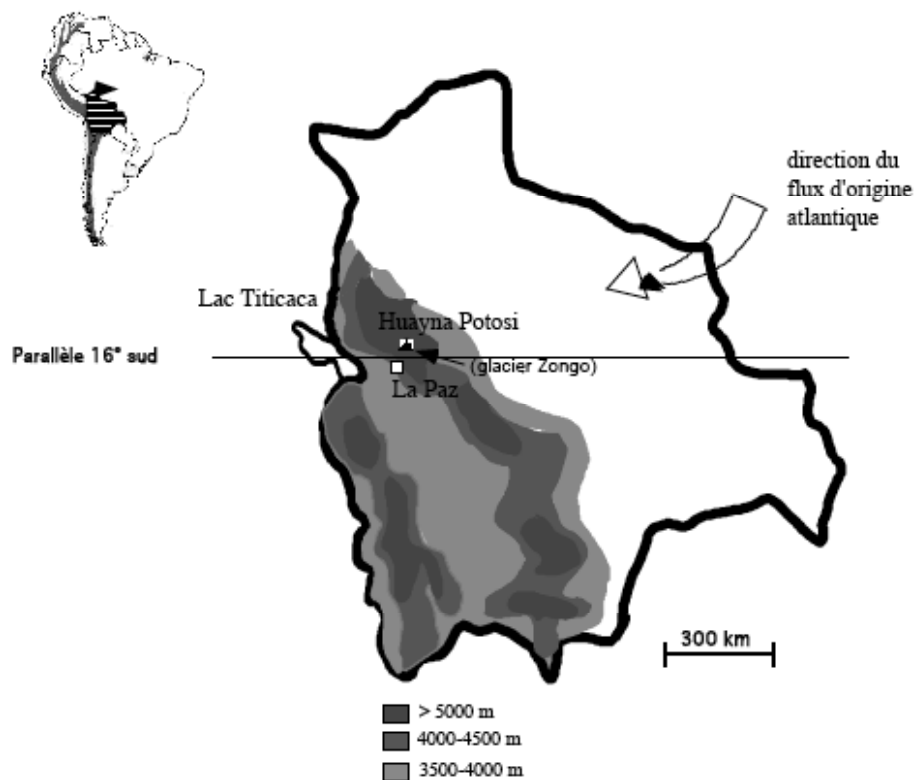 direction du
flux d'origine
atlantique
Lac Titicaca
Huayna Potosi
Parallèle 16° sud
(glacier Zongo)
La Paz
300 km
> 5000 m
4000-4500 m
3500-4000 m